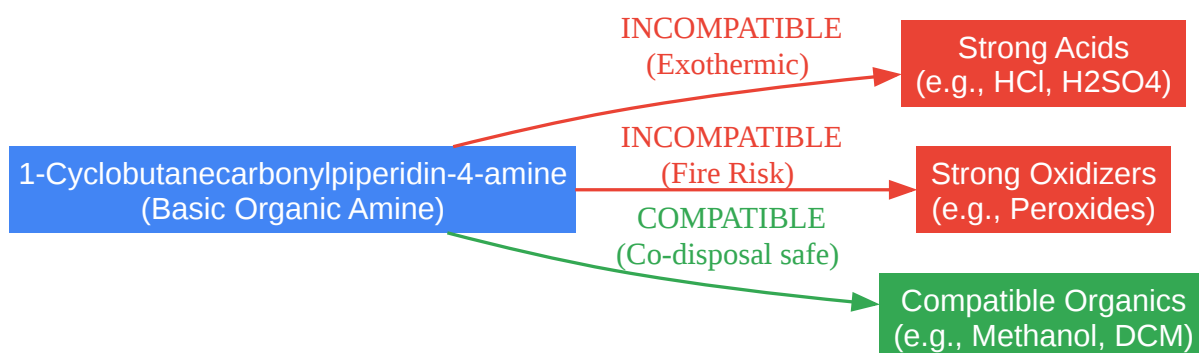 INCOMPATIBLE
(Exothermic)
Strong Acids
(e.g., HCl, H2SO4)
1-Cyclobutanecarbonylpiperidin-4-amine
(Basic Organic Amine)
INCOMPATIBLE
(Fire Risk)
Strong Oxidizers
(e.g., Peroxides)
COMPATIBLE
(Co-disposal safe)
Compatible Organics
(e.g., Methanol, DCM)